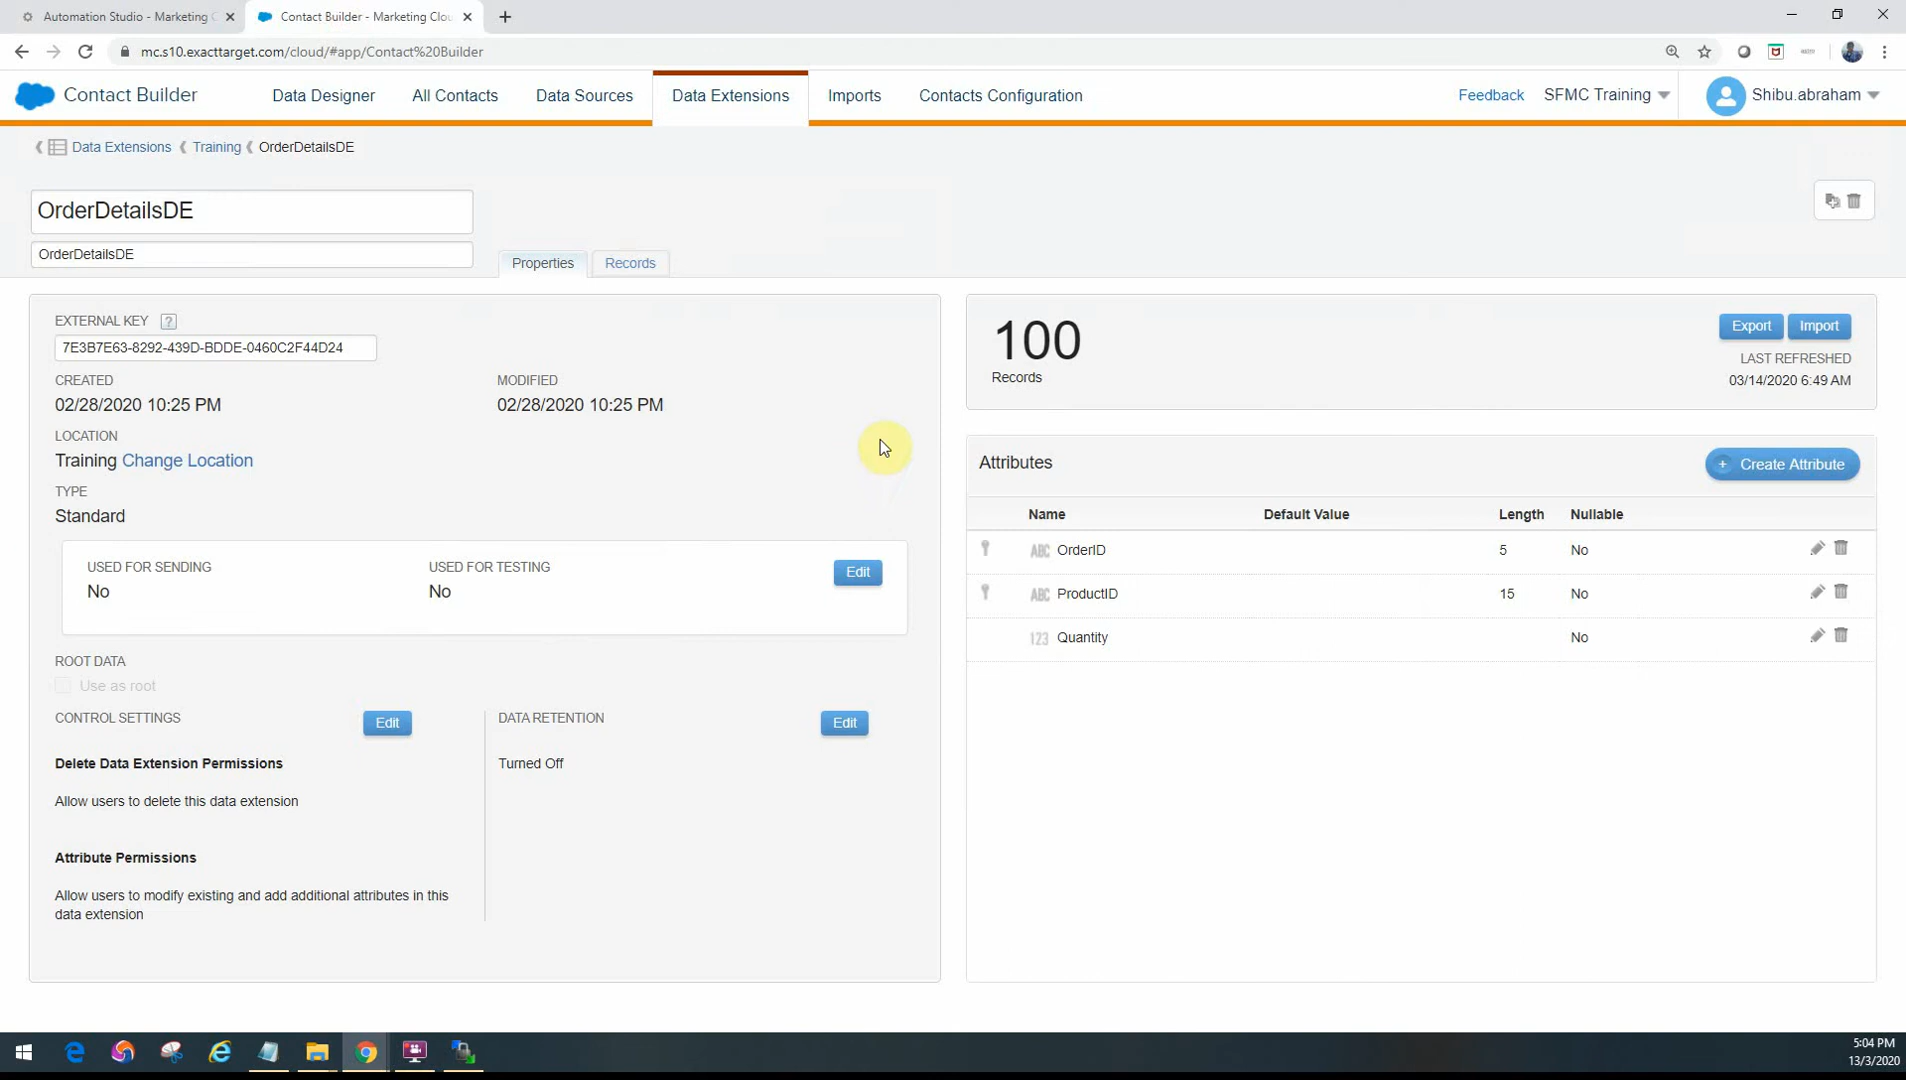 Automation Studio - Marketing C
Contact Builder - Marketing Clou
mc.s10.exacttarget.com/cloud/#app/Contact%20Builder
Contact Builder
Data Designer
All Contacts
Data Sources
Data Extensions
Imports
Contacts Configuration
Feedback
SFMC Training
Shibu.abraham
Data Extensions
Training
OrderDetailsDE
OrderDetailsDE
OrderDetailsDE
Properties
Records
EXTERNAL KEY ?
7E3B7E63-8292-439D-BDDE-0460C2F44D24
CREATED
02/28/2020 10:25 PM
MODIFIED
02/28/2020 10:25 PM
LOCATION
Training Change Location
TYPE
Standard
USED FOR SENDING
No
USED FOR TESTING
No
Edit
ROOT DATA
Use as root
CONTROL SETTINGS
Edit
Delete Data Extension Permissions
Allow users to delete this data extension
Attribute Permissions
Allow users to modify existing and add additional attributes in this
data extension
DATA RETENTION
Edit
Turned Off
100
Records
Export
Import
LAST REFRESHED
03/14/2020 6:49 AM
Attributes
+ Create Attribute
Name Default Value Length Nullable
ABC OrderID 5 No
ABC ProductID 15 No
123 Quantity No
5:04 PM
13/3/2020